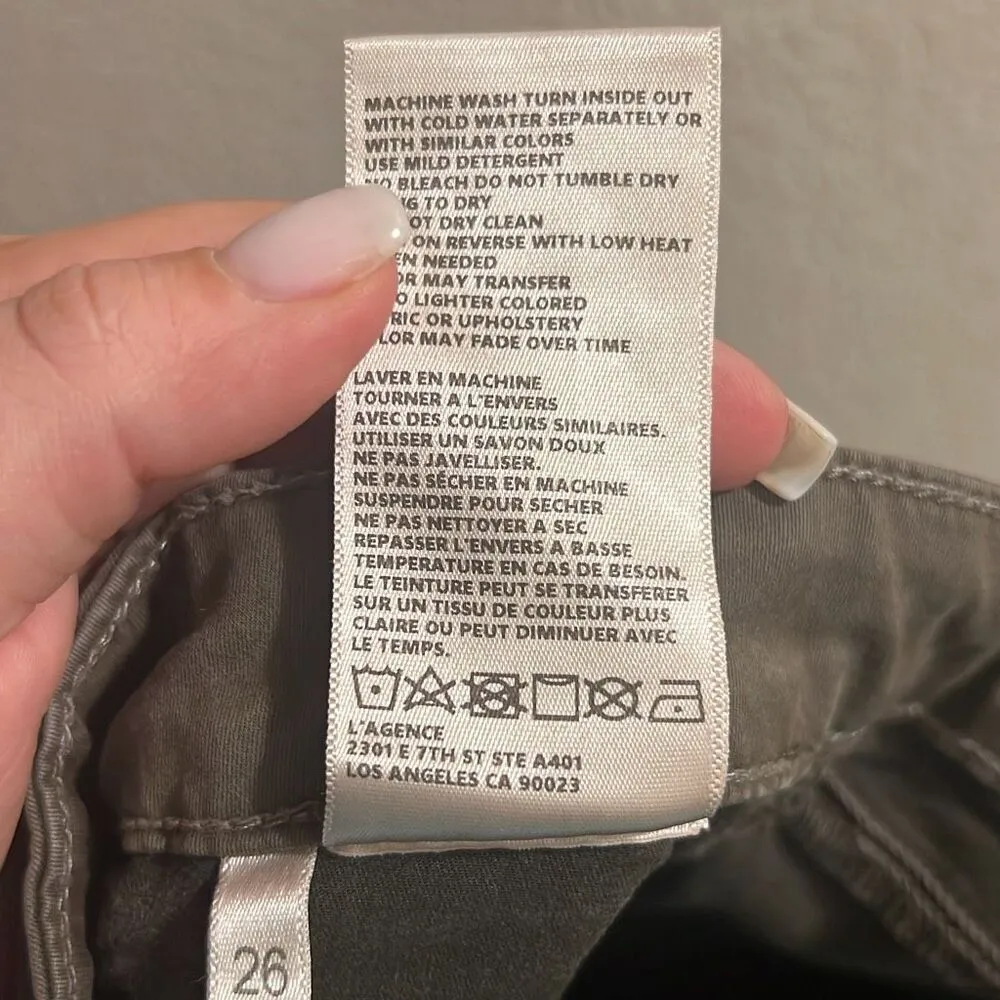 MACHINE WASH TURN INSIDE OUT
WITH COLD WATER SEPARATELY OR
WITH SIMILAR COLORS
USE MILD DETERGENT
NO BLEACH DO NOT TUMBLE DRY
TO DRY
DRY CLEAN
ON REVERSE WITH LOW HEAT
NEEDED
MAY TRANSFER
LIGHTER COLORED
OR UPHOLSTERY
MAY FADE OVER TIME
LAVER EN MACHINE
TOURNER A L'ENVERS
AVEC DES COULEURS SIMILAIRES.
UTILISER UN SAVON DOUX
NE PAS JAVELLISER.
NE PAS SÉCHER EN MACHINE
SUSPENDRE POUR SECHER
NE PAS NETTOYER A SEC
REPASSER L'ENVERS A BASSE
TEMPERATURE EN CAS DE BESOIN.
LE TEINTURE PEUT SE TRANSFERER
SUR UN TISSU DE COULEUR PLUS
CLAIRE OU PEUT DIMINUER AVEC
LE TEMPS.
L'AGENCE
2301 E 7TH ST STE A401
LOS ANGELES CA 90023
26